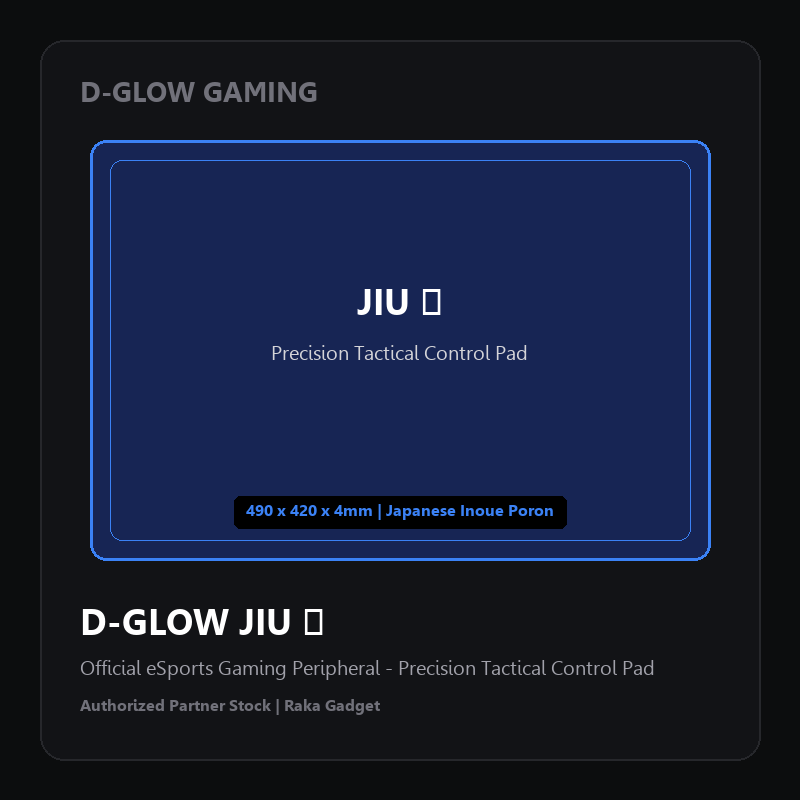 D-GLOW GAMING
JIU
Precision Tactical Control Pad
490 x 420 x 4mm | Japanese Inoue Poron
D-GLOW JIU
Official eSports Gaming Peripheral - Precision Tactical Control Pad
Authorized Partner Stock | Raka Gadget